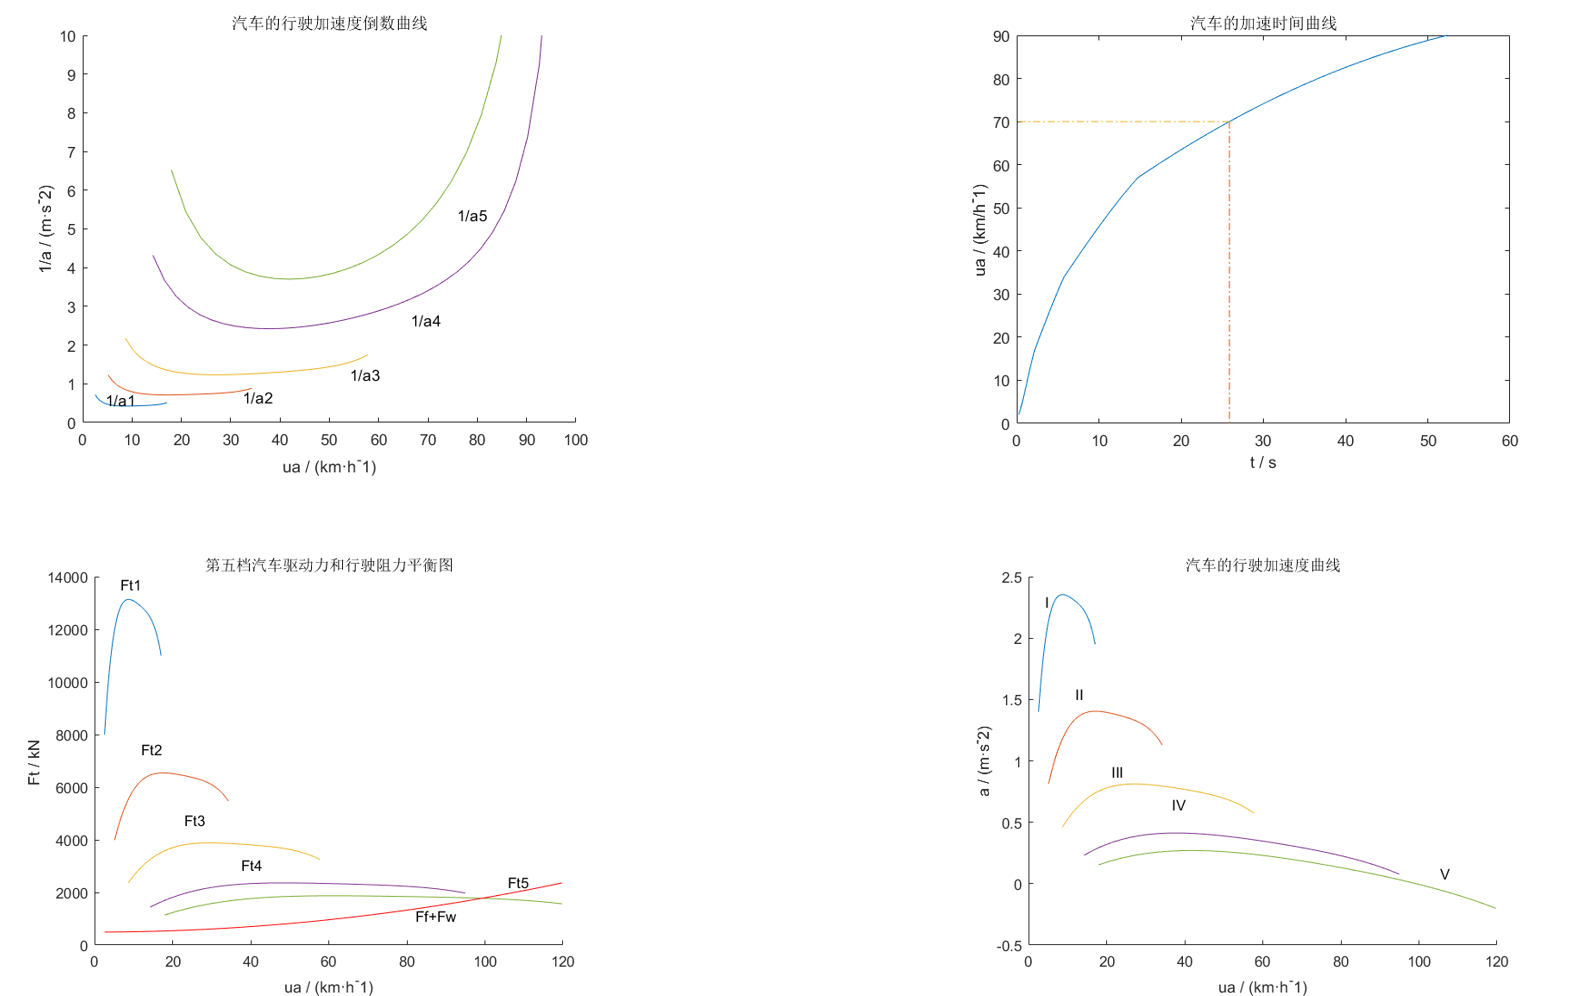 汽车的行驶加速度倒数曲线
10
9
8
7
6
5
4
3
2
1
0
1/a / (m·s¯2)
1/a5
1/a4
1/a3
1/a2
1/a1
0 10 20 30 40 50 60 70 80 90 100
ua / (km·h¯1)
汽车的加速时间曲线
90
80
70
60
50
40
30
20
10
0
ua / (km/h¯1)
0 10 20 30 40 50 60
t / s
第五档汽车驱动力和行驶阻力平衡图
14000
12000
10000
8000
6000
4000
2000
0
Ft / kN
Ft1
Ft2
Ft3
Ft4
Ft5
Ff+Fw
0 20 40 60 80 100 120
ua / (km·h¯1)
汽车的行驶加速度曲线
2.5
2
1.5
1
0.5
0
-0.5
a / (m·s¯2)
I
II
III
IV
V
0 20 40 60 80 100 120
ua / (km·h¯1)